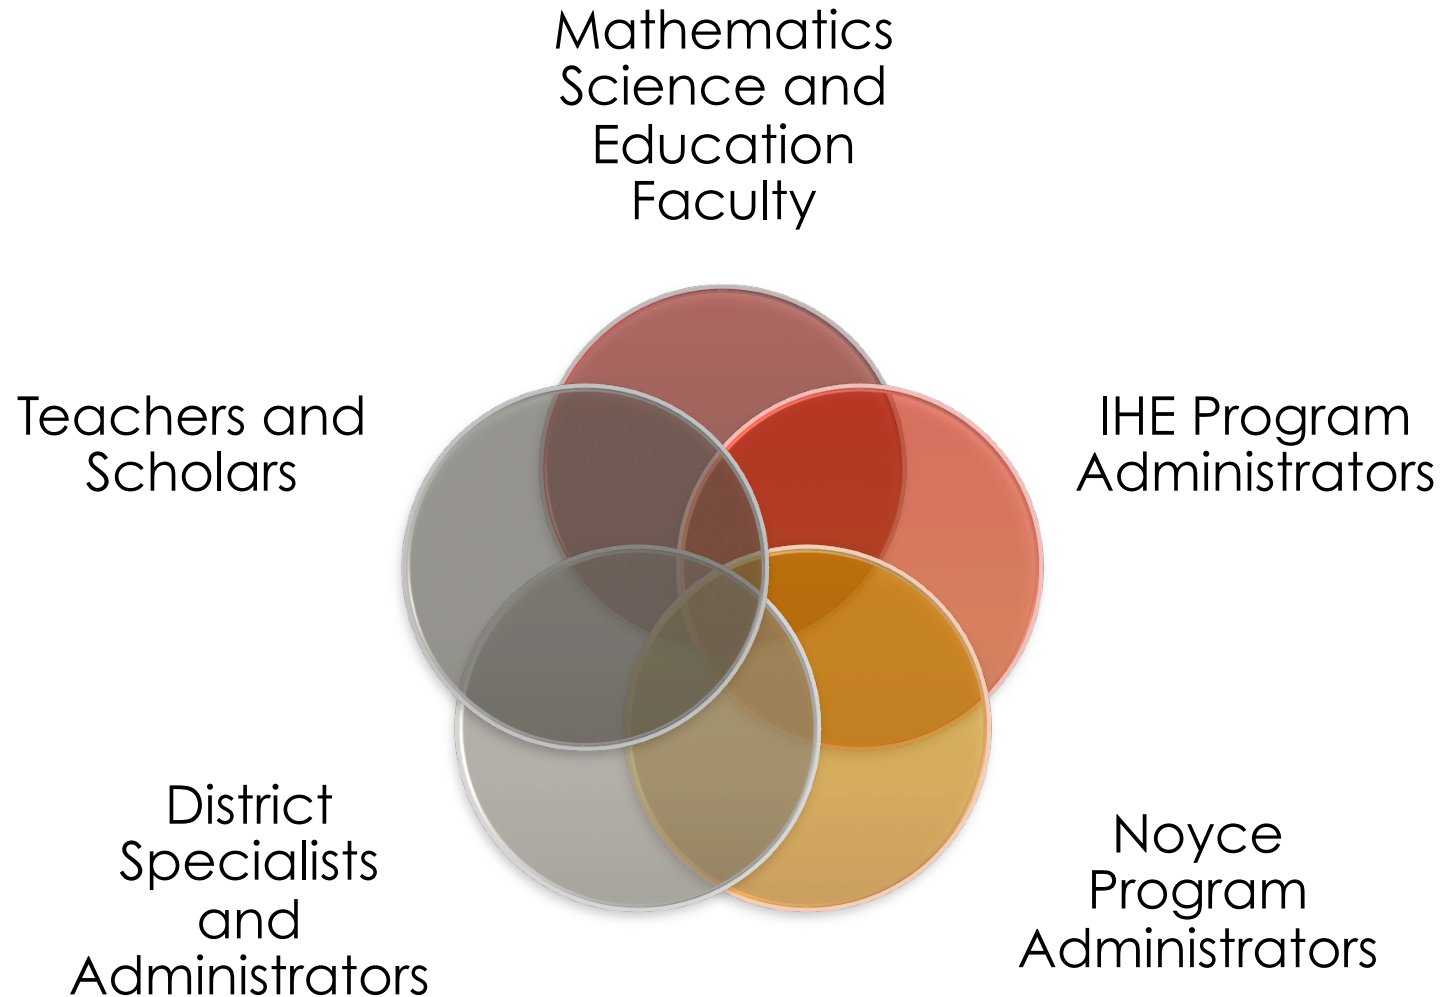 Mathematics
Science and
Education
Faculty
Teachers and
Scholars
IHE Program
Administrators
District
Specialists
and
Administrators
Noyce
Program
Administrators